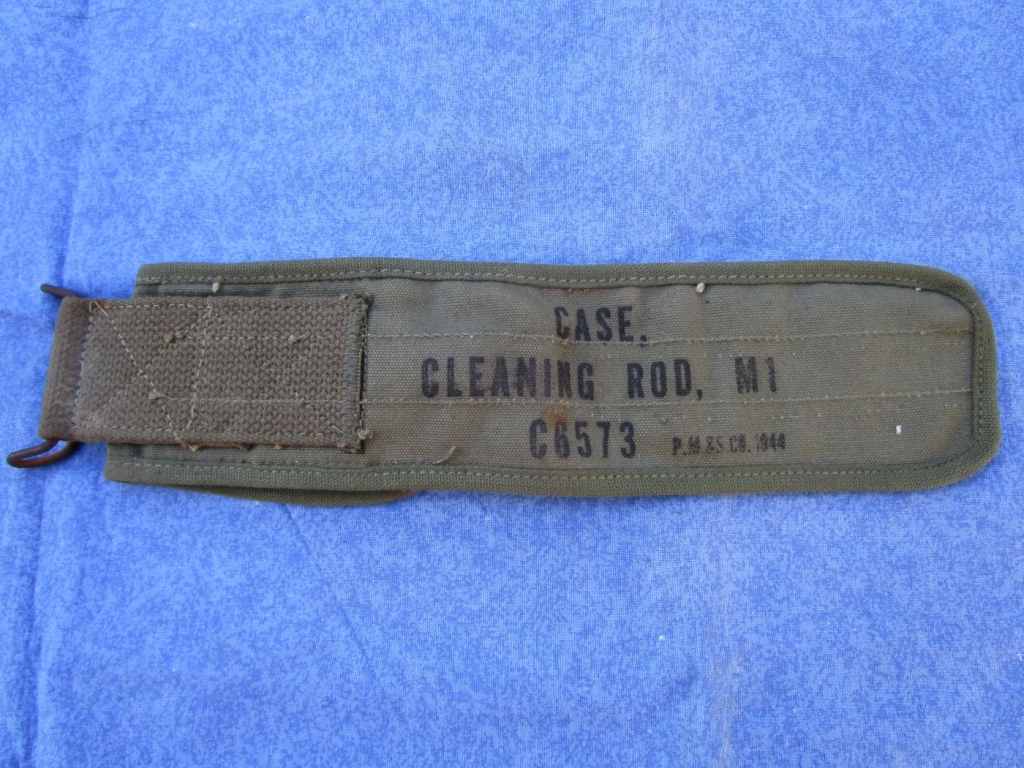 CASE,
CLEANING ROD, M1
C6573 P.M.&S.CO. 1944